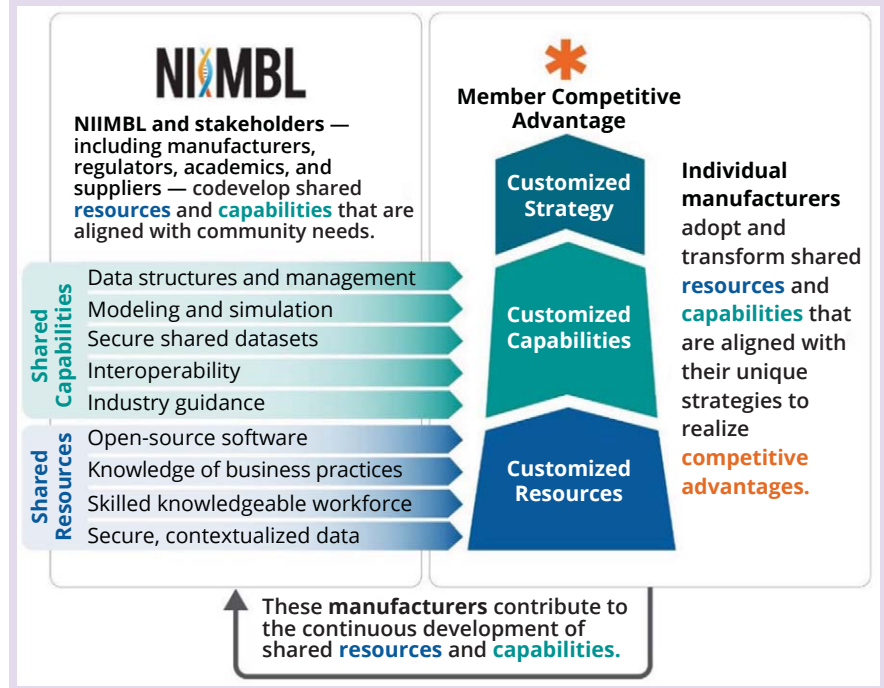 NIIMBL
NIIMBL and stakeholders —
including manufacturers,
regulators, academics, and
suppliers — codevelop shared
resources and capabilities that are
aligned with community needs.
Shared
Capabilities
Data structures and management
Modeling and simulation
Secure shared datasets
Interoperability
Industry guidance
Shared
Resources
Open-source software
Knowledge of business practices
Skilled knowledgeable workforce
Secure, contextualized data
Member Competitive
Advantage
Customized
Strategy
Customized
Capabilities
Customized
Resources
Individual
manufacturers
adopt and
transform shared
resources and
capabilities that
are aligned with
their unique
strategies to
realize
competitive
advantages.
These manufacturers contribute to
the continuous development of
shared resources and capabilities.